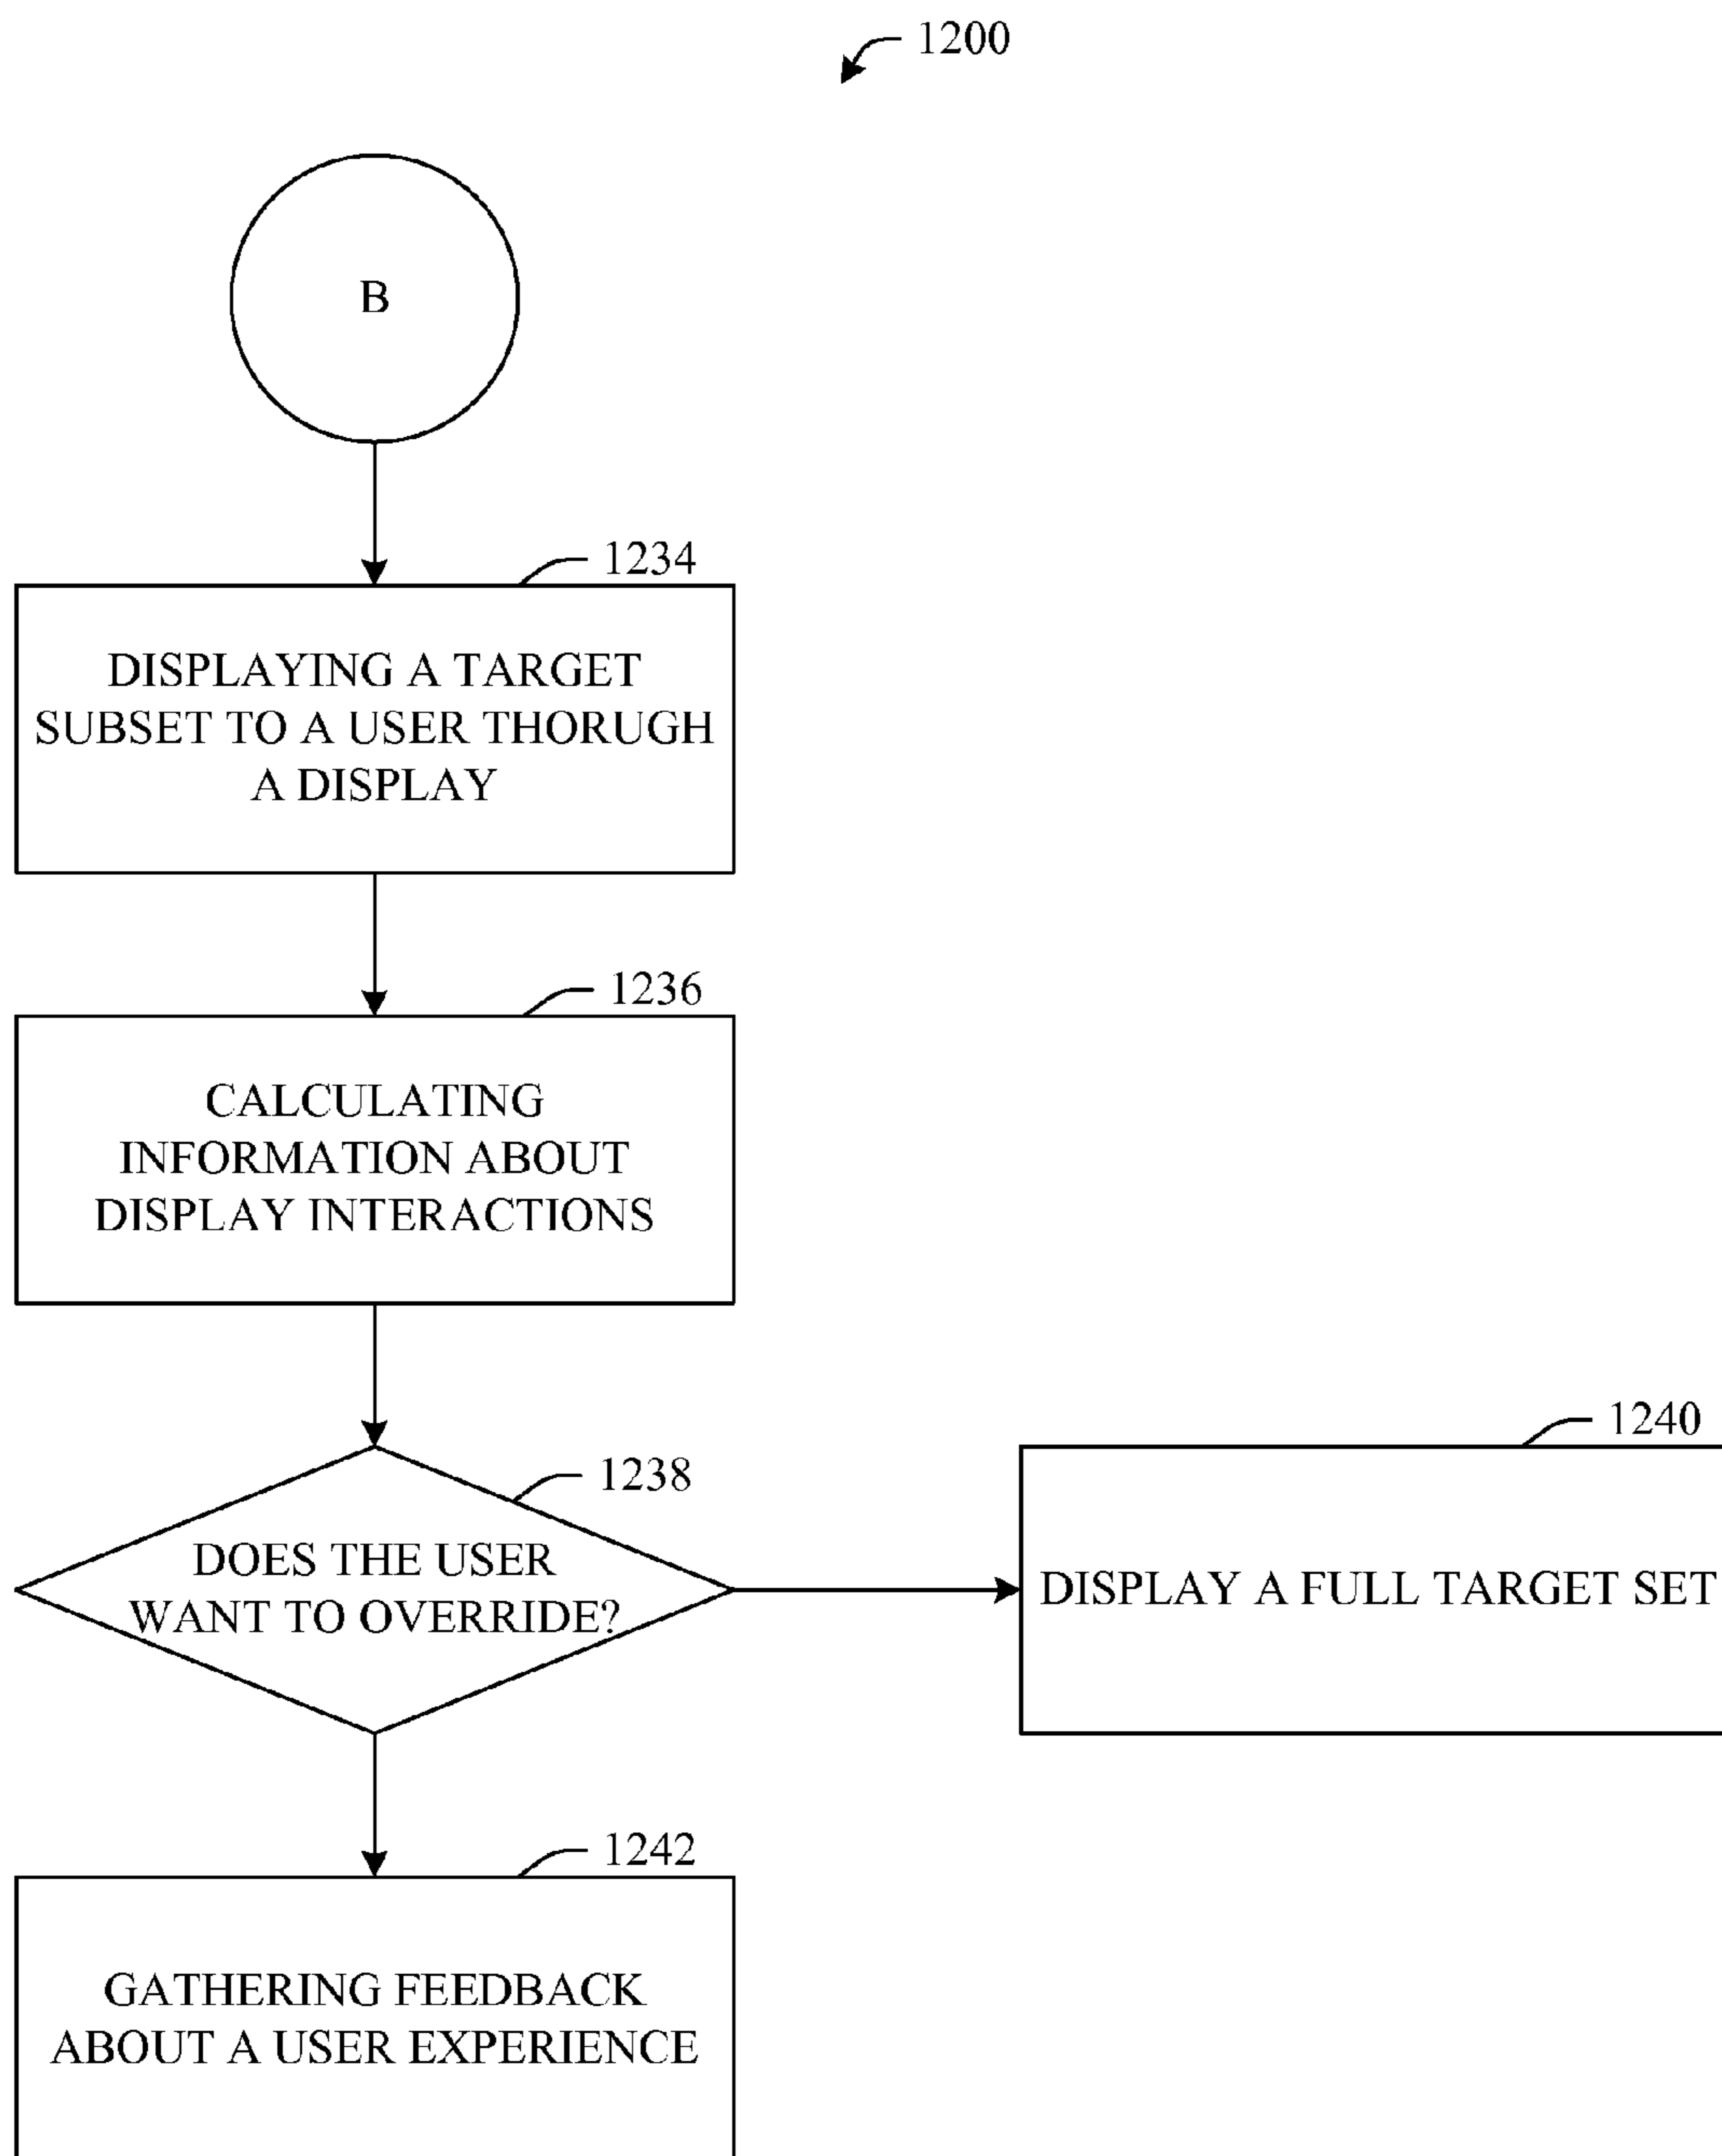 1200
B
1234
DISPLAYING A TARGET
SUBSET TO A USER THORUGH
A DISPLAY
1236
CALCULATING
INFORMATION ABOUT
DISPLAY INTERACTIONS
1238
DOES THE USER
WANT TO OVERRIDE?
1240
DISPLAY A FULL TARGET SET
1242
GATHERING FEEDBACK
ABOUT A USER EXPERIENCE